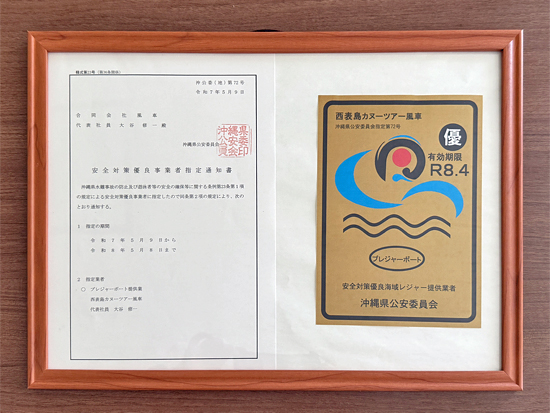 様式第21号（第30条関係）
沖公委（地）第72号
令和7年5月9日
合同会社風車
代表社員 大谷 修一 殿
沖縄県公安委員会
沖縄県公安委員会印
安全対策優良事業者指定通知書
沖縄県水難事故の防止及び遊泳者等の安全の確保等に関する条例第23条第1項
の規定による安全対策優良事業者に指定したので同条第2項の規定により、次の
とおり通知する。
1 指定の期間
令和7年5月9日から
令和8年5月8日まで
2 指定業者
○ プレジャーボート提供業
西表島カヌーツアー風車
代表社員 大谷 修一
西表島カヌーツアー風車
沖縄県公安委員会指定第72号
優
有効期限
R8.4
プレジャーボート
安全対策優良海域レジャー提供業者
沖縄県公安委員会